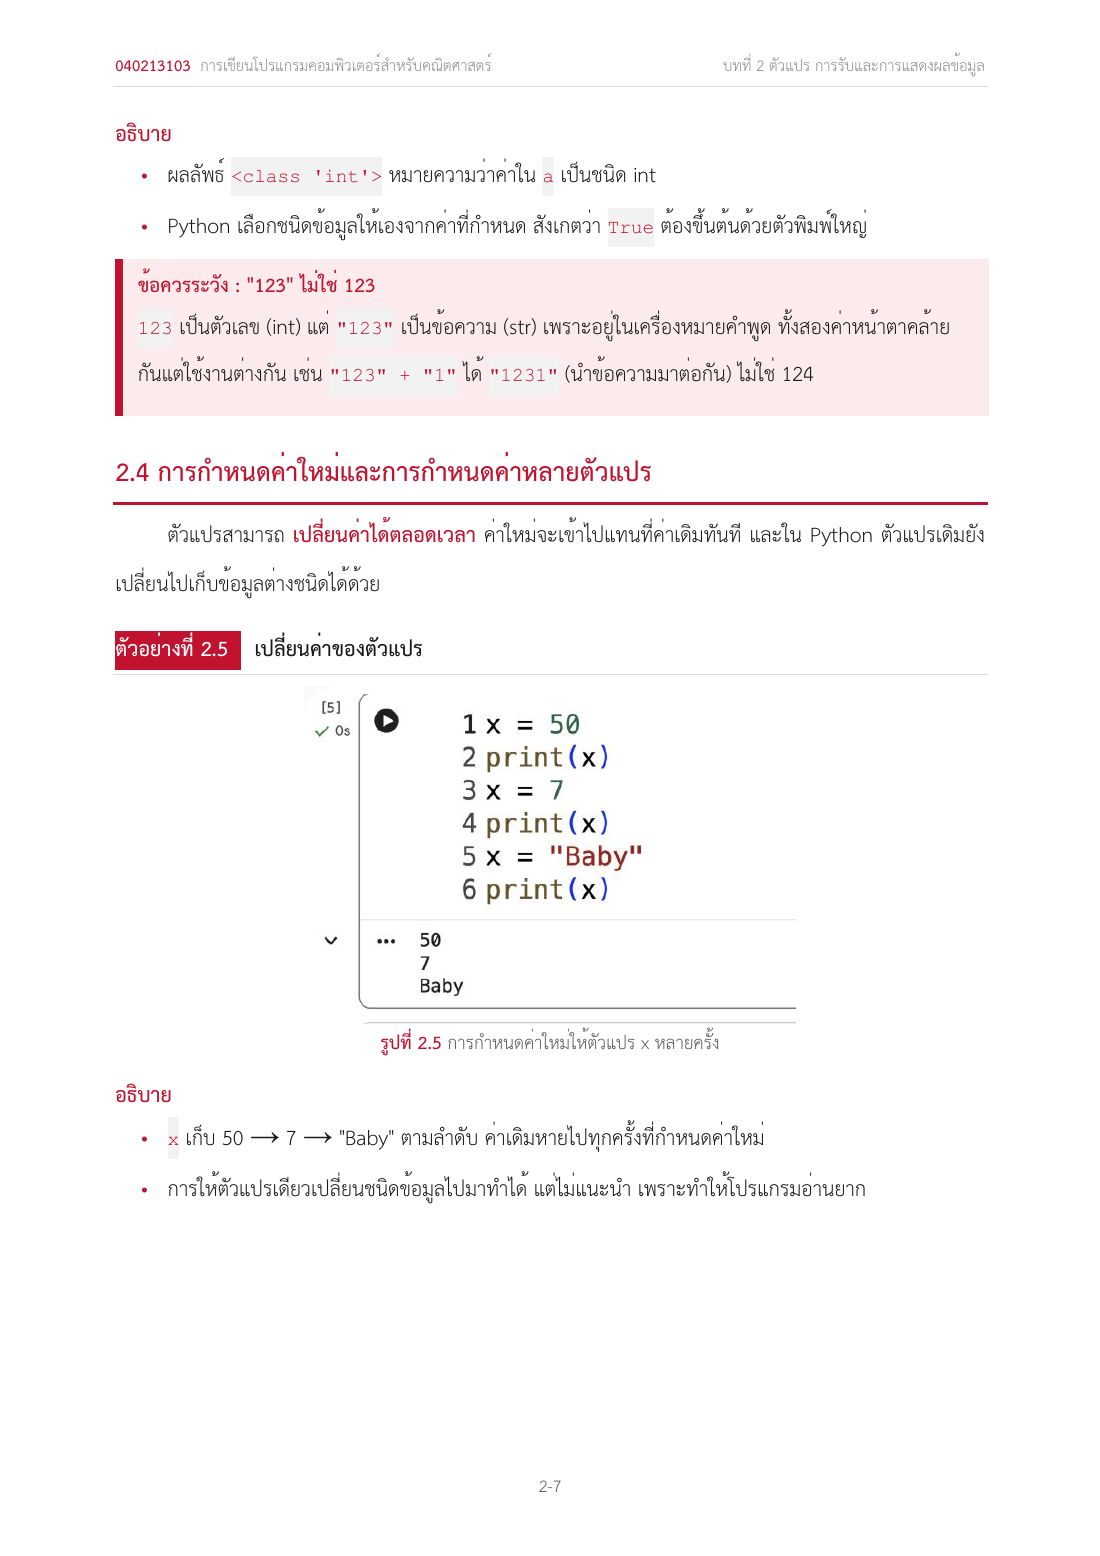 040213103 การเขียนโปรแกรมคอมพิวเตอร์สำหรับคณิตศาสตร์ บทที่ 2 ตัวแปร การรับและการแสดงผลข้อมูล
อธิบาย
• ผลลัพธ์ <class 'int'> หมายความว่าค่าใน a เป็นชนิด int
• Python เลือกชนิดข้อมูลให้เองจากค่าที่กำหนด สังเกตว่า True ต้องขึ้นต้นด้วยตัวพิมพ์ใหญ่
ข้อควรระวัง : "123" ไม่ใช่ 123
123 เป็นตัวเลข (int) แต่ "123" เป็นข้อความ (str) เพราะอยู่ในเครื่องหมายคำพูด ทั้งสองค่าหน้าตาคล้าย
กันแต่ใช้งานต่างกัน เช่น "123" + "1" ได้ "1231" (นำข้อความมาต่อกัน) ไม่ใช่ 124
2.4 การกำหนดค่าใหม่และการกำหนดค่าหลายตัวแปร
ตัวแปรสามารถ เปลี่ยนค่าได้ตลอดเวลา ค่าใหม่จะเข้าไปแทนที่ค่าเดิมทันที และใน Python ตัวแปรเดิมยัง
เปลี่ยนไปเก็บข้อมูลต่างชนิดได้ด้วย
ตัวอย่างที่ 2.5 เปลี่ยนค่าของตัวแปร
[5]
0s
1 x = 50
2 print(x)
3 x = 7
4 print(x)
5 x = "Baby"
6 print(x)
50
7
Baby
รูปที่ 2.5 การกำหนดค่าใหม่ให้ตัวแปร x หลายครั้ง
อธิบาย
• x เก็บ 50 → 7 → "Baby" ตามลำดับ ค่าเดิมหายไปทุกครั้งที่กำหนดค่าใหม่
• การให้ตัวแปรเดียวเปลี่ยนชนิดข้อมูลไปมาทำได้ แต่ไม่แนะนำ เพราะทำให้โปรแกรมอ่านยาก
2-7